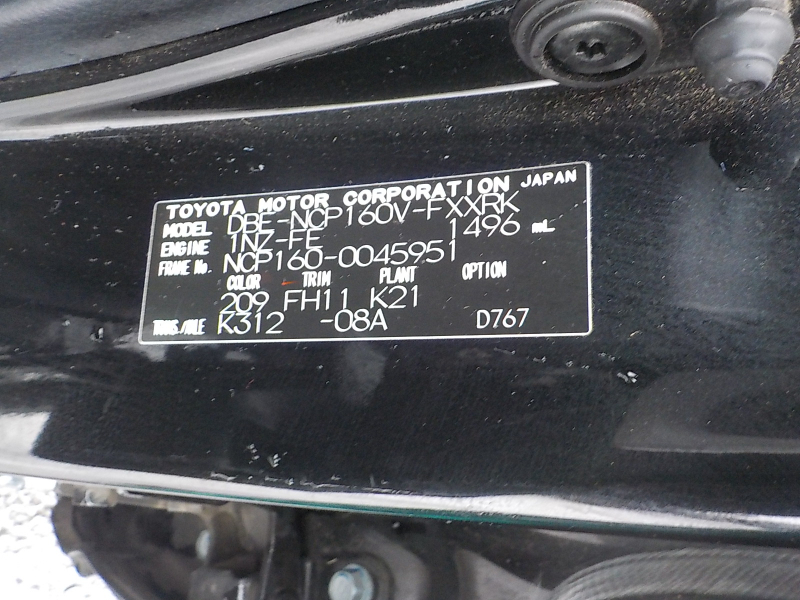 TOYOTA MOTOR CORPORATION JAPAN
MODEL DBE-NCP160V-FXXRK
ENGINE 1NZ-FE 1496 mL
FRAME No. NCP160-0045951
COLOR TRIM PLANT OPTION
209 FH11 K21
TRANS./AXLE K312 -08A D767